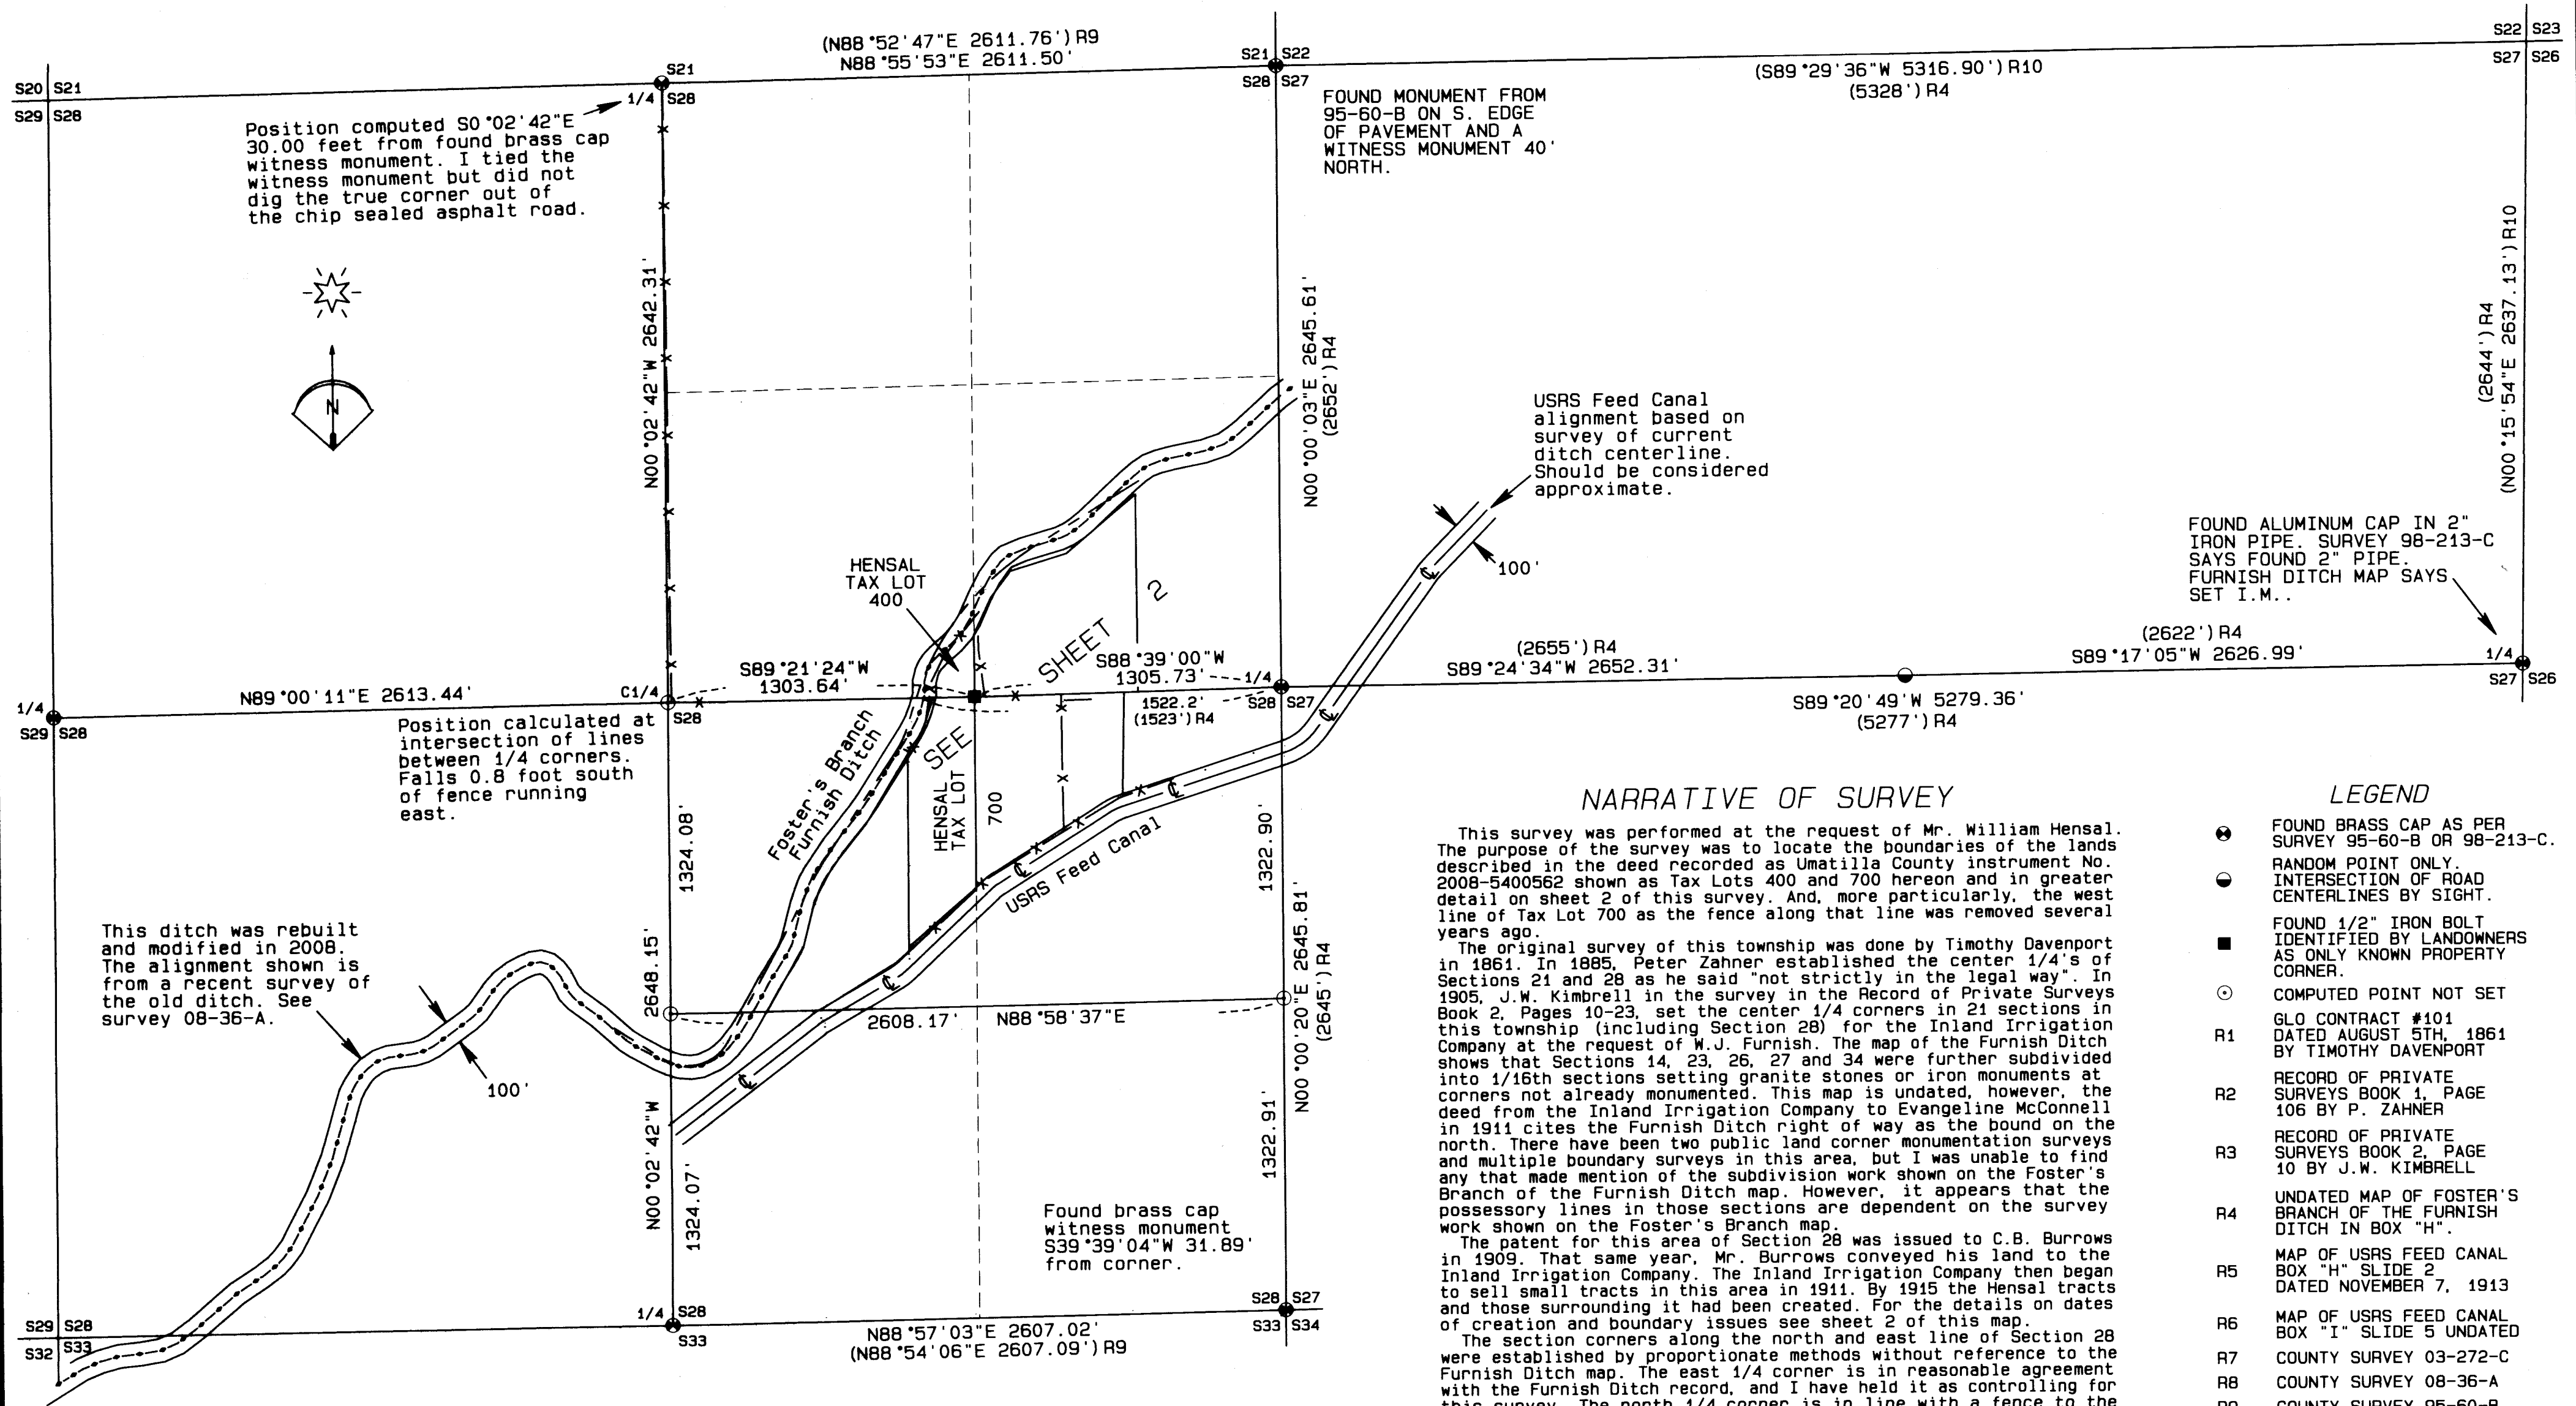 (N88°52'47"E 2611.76')R9
N88°55'53"E 2611.50'
S20 S21
S29 S28
S21
1/4 S28
S21 S22
S28 S27
(S89°29'36"W 5316.90')R10
(5328')R4
S22 S23
S27 S26
Position computed S0°02'42"E
30.00 feet from found brass cap
witness monument. I tied the
witness monument but did not
dig the true corner out of
the chip sealed asphalt road.
FOUND MONUMENT FROM
95-60-B ON S. EDGE
OF PAVEMENT AND A
WITNESS MONUMENT 40'
NORTH.
N
N00°02'42"W 2642.31'
N00°00'03"E 2645.61'
(2652')R4
(2644')R4
(N00°15'54"E 2637.13')R10
USRS Feed Canal
alignment based on
survey of current
ditch centerline.
Should be considered
approximate.
100'
FOUND ALUMINUM CAP IN 2"
IRON PIPE. SURVEY 98-213-C
SAYS FOUND 2" PIPE.
FURNISH DITCH MAP SAYS
SET I.M..
HENSAL
TAX LOT
400
SEE SHEET 2
1/4
S29 S28
N89°00'11"E 2613.44'
C1/4
S28
S89°21'24"W
1303.64'
S88°39'00"W
1305.73'
1522.2'
(1523')R4
1/4
S28 S27
(2655')R4
S89°24'34"W 2652.31'
(2622')R4
S89°17'05"W 2626.99'
S89°20'49'W 5279.36'
(5277')R4
1/4
S27 S26
Position calculated at
intersection of lines
between 1/4 corners.
Falls 0.8 foot south
of fence running
east.
Foster's Branch
Furnish Ditch
HENSAL
TAX LOT
700
USRS Feed Canal
1324.08'
2648.15'
N00°02'42"W
1324.07'
1322.90'
N00°00'20"E 2645.81'
(2645')R4
1322.91'
This ditch was rebuilt
and modified in 2008.
The alignment shown is
from a recent survey of
the old ditch. See
survey 08-36-A.
100'
2608.17' N88°58'37"E
Found brass cap
witness monument
S39°39'04"W 31.89'
from corner.
S29 S28
S32 S33
1/4 S28
S33
N88°57'03"E 2607.02'
(N88°54'06"E 2607.09')R9
S28 S27
S33 S34
NARRATIVE OF SURVEY
This survey was performed at the request of Mr. William Hensal.
The purpose of the survey was to locate the boundaries of the lands
described in the deed recorded as Umatilla County instrument No.
2008-5400562 shown as Tax Lots 400 and 700 hereon and in greater
detail on sheet 2 of this survey. And, more particularly, the west
line of Tax Lot 700 as the fence along that line was removed several
years ago.
The original survey of this township was done by Timothy Davenport
in 1861. In 1885, Peter Zahner established the center 1/4's of
Sections 21 and 28 as he said "not strictly in the legal way". In
1905, J.W. Kimbrell in the survey in the Record of Private Surveys
Book 2, Pages 10-23, set the center 1/4 corners in 21 sections in
this township (including Section 28) for the Inland Irrigation
Company at the request of W.J. Furnish. The map of the Furnish Ditch
shows that Sections 14, 23, 26, 27 and 34 were further subdivided
into 1/16th sections setting granite stones or iron monuments at
corners not already monumented. This map is undated, however, the
deed from the Inland Irrigation Company to Evangeline McConnell
in 1911 cites the Furnish Ditch right of way as the bound on the
north. There have been two public land corner monumentation surveys
and multiple boundary surveys in this area, but I was unable to find
any that made mention of the subdivision work shown on the Foster's
Branch of the Furnish Ditch map. However, it appears that the
possessory lines in those sections are dependent on the survey
work shown on the Foster's Branch map.
The patent for this area of Section 28 was issued to C.B. Burrows
in 1909. That same year, Mr. Burrows conveyed his land to the
Inland Irrigation Company. The Inland Irrigation Company then began
to sell small tracts in this area in 1911. By 1915 the Hensal tracts
and those surrounding it had been created. For the details on dates
of creation and boundary issues see sheet 2 of this map.
The section corners along the north and east line of Section 28
were established by proportionate methods without reference to the
Furnish Ditch map. The east 1/4 corner is in reasonable agreement
with the Furnish Ditch record, and I have held it as controlling for
this survey. The north 1/4 corner is in line with a fence to the
LEGEND
FOUND BRASS CAP AS PER
SURVEY 95-60-B OR 98-213-C.
RANDOM POINT ONLY.
INTERSECTION OF ROAD
CENTERLINES BY SIGHT.
FOUND 1/2" IRON BOLT
IDENTIFIED BY LANDOWNERS
AS ONLY KNOWN PROPERTY
CORNER.
COMPUTED POINT NOT SET
R1 GLO CONTRACT #101
DATED AUGUST 5TH, 1861
BY TIMOTHY DAVENPORT
R2 RECORD OF PRIVATE
SURVEYS BOOK 1, PAGE
106 BY P. ZAHNER
R3 RECORD OF PRIVATE
SURVEYS BOOK 2, PAGE
10 BY J.W. KIMBRELL
R4 UNDATED MAP OF FOSTER'S
BRANCH OF THE FURNISH
DITCH IN BOX "H".
R5 MAP OF USRS FEED CANAL
BOX "H" SLIDE 2
DATED NOVEMBER 7, 1913
R6 MAP OF USRS FEED CANAL
BOX "I" SLIDE 5 UNDATED
R7 COUNTY SURVEY 03-272-C
R8 COUNTY SURVEY 08-36-A
R9 COUNTY SURVEY 95-60-B